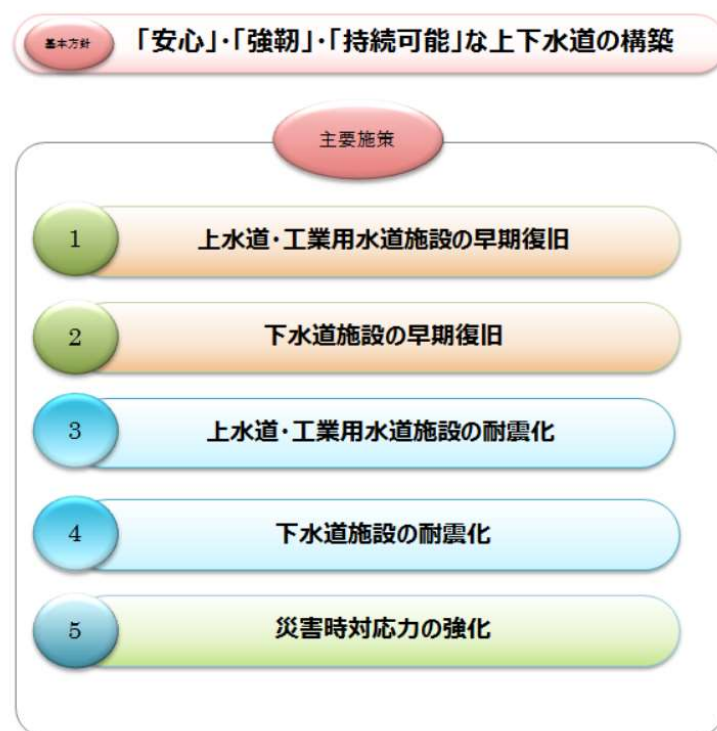 基本方針
「安心」・「強靭」・「持続可能」な上下水道の構築
主要施策
1
上水道・工業用水道施設の早期復旧
2
下水道施設の早期復旧
3
上水道・工業用水道施設の耐震化
4
下水道施設の耐震化
5
災害時対応力の強化